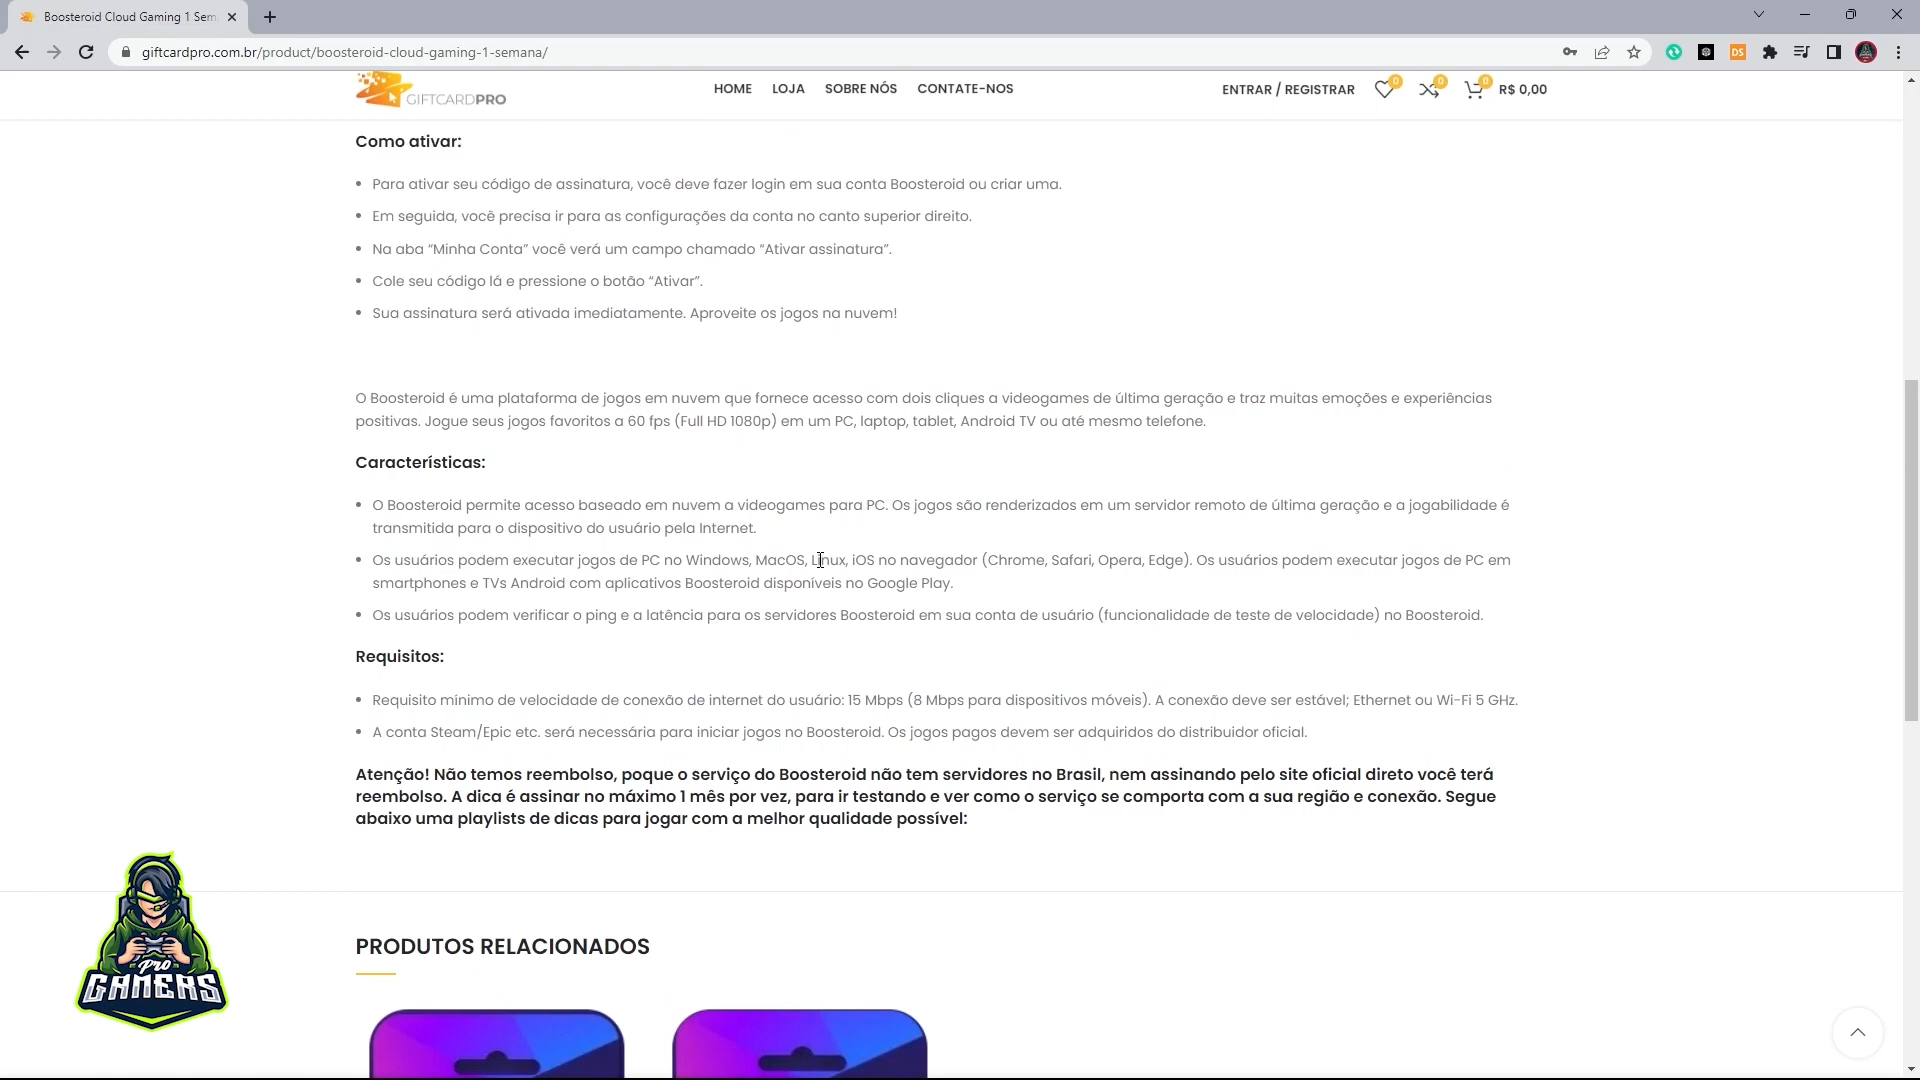 Boosteroid Cloud Gaming 1 Sem
giftcardpro.com.br/product/boosteroid-cloud-gaming-1-semana/
DS
GIFTCARDPRO
HOME LOJA SOBRE NÓS CONTATE-NOS
ENTRAR / REGISTRAR 0 0 0 R$ 0,00
Como ativar:
• Para ativar seu código de assinatura, você deve fazer login em sua conta Boosteroid ou criar uma.
• Em seguida, você precisa ir para as configurações da conta no canto superior direito.
• Na aba “Minha Conta” você verá um campo chamado “Ativar assinatura”.
• Cole seu código lá e pressione o botão “Ativar”.
• Sua assinatura será ativada imediatamente. Aproveite os jogos na nuvem!
O Boosteroid é uma plataforma de jogos em nuvem que fornece acesso com dois cliques a videogames de última geração e traz muitas emoções e experiências
positivas. Jogue seus jogos favoritos a 60 fps (Full HD 1080p) em um PC, laptop, tablet, Android TV ou até mesmo telefone.
Características:
• O Boosteroid permite acesso baseado em nuvem a videogames para PC. Os jogos são renderizados em um servidor remoto de última geração e a jogabilidade é
transmitida para o dispositivo do usuário pela Internet.
• Os usuários podem executar jogos de PC no Windows, MacOS, Linux, iOS no navegador (Chrome, Safari, Opera, Edge). Os usuários podem executar jogos de PC em
smartphones e TVs Android com aplicativos Boosteroid disponíveis no Google Play.
• Os usuários podem verificar o ping e a latência para os servidores Boosteroid em sua conta de usuário (funcionalidade de teste de velocidade) no Boosteroid.
Requisitos:
• Requisito mínimo de velocidade de conexão de internet do usuário: 15 Mbps (8 Mbps para dispositivos móveis). A conexão deve ser estável; Ethernet ou Wi-Fi 5 GHz.
• A conta Steam/Epic etc. será necessária para iniciar jogos no Boosteroid. Os jogos pagos devem ser adquiridos do distribuidor oficial.
Atenção! Não temos reembolso, poque o serviço do Boosteroid não tem servidores no Brasil, nem assinando pelo site oficial direto você terá
reembolso. A dica é assinar no máximo 1 mês por vez, para ir testando e ver como o serviço se comporta com a sua região e conexão. Segue
abaixo uma playlists de dicas para jogar com a melhor qualidade possível:
PRO
GAMERS
PRODUTOS RELACIONADOS